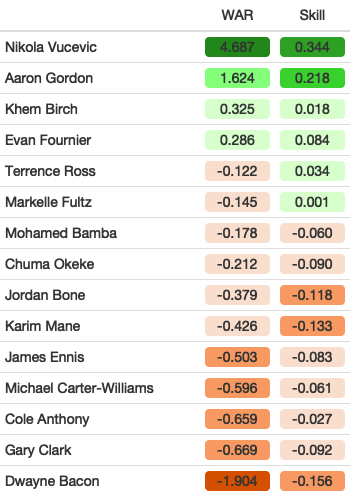 WAR Skill
Nikola Vucevic 4.687 0.344
Aaron Gordon 1.624 0.218
Khem Birch 0.325 0.018
Evan Fournier 0.286 0.084
Terrence Ross -0.122 0.034
Markelle Fultz -0.145 0.001
Mohamed Bamba -0.178 -0.060
Chuma Okeke -0.212 -0.090
Jordan Bone -0.379 -0.118
Karim Mane -0.426 -0.133
James Ennis -0.503 -0.083
Michael Carter-Williams -0.596 -0.061
Cole Anthony -0.659 -0.027
Gary Clark -0.669 -0.092
Dwayne Bacon -1.904 -0.156